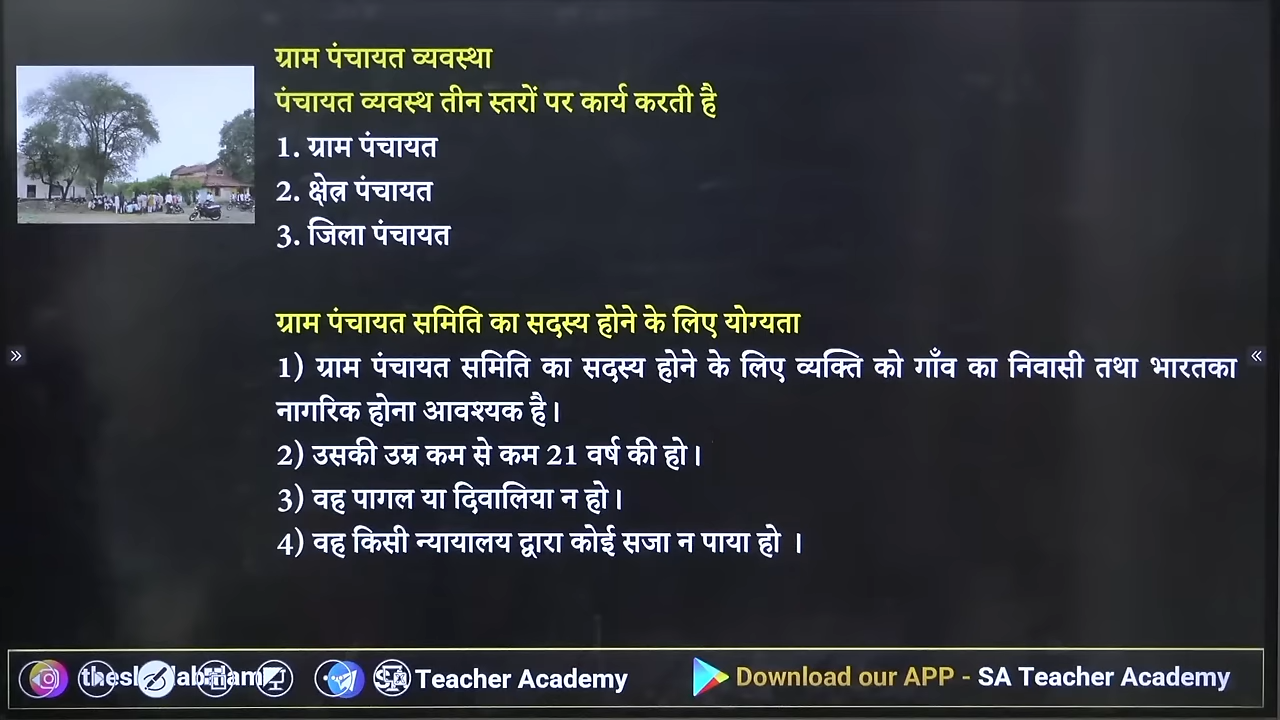 ग्राम पंचायत व्यवस्था
पंचायत व्यवस्थ तीन स्तरों पर कार्य करती है
1. ग्राम पंचायत
2. क्षेत्र पंचायत
3. जिला पंचायत
ग्राम पंचायत समिति का सदस्य होने के लिए योग्यता
1) ग्राम पंचायत समिति का सदस्य होने के लिए व्यक्ति को गाँव का निवासी तथा भारतका
नागरिक होना आवश्यक है।
2) उसकी उम्र कम से कम 21 वर्ष की हो।
3) वह पागल या दिवालिया न हो।
4) वह किसी न्यायालय द्वारा कोई सजा न पाया हो ।
Teacher Academy
Download our APP - SA Teacher Academy